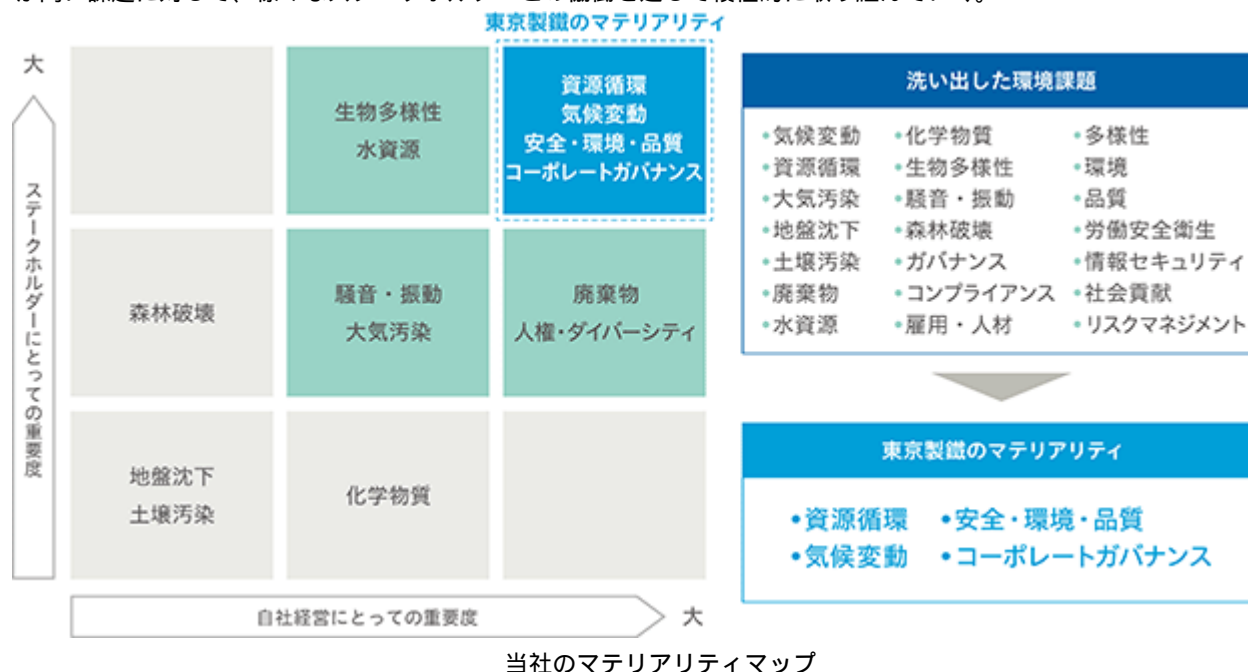 東京製鐵のマテリアリティ
大
ステークホルダーにとっての重要度
生物多様性
水資源
資源循環
気候変動
安全・環境・品質
コーポレートガバナンス
森林破壊
騒音・振動
大気汚染
廃棄物
人権・ダイバーシティ
地盤沈下
土壌汚染
化学物質
自社経営にとっての重要度
大
洗い出した環境課題
•気候変動
•資源循環
•大気汚染
•地盤沈下
•土壌汚染
•廃棄物
•水資源
•化学物質
•生物多様性
•騒音・振動
•森林破壊
•ガバナンス
•コンプライアンス
•雇用・人材
•多様性
•環境
•品質
•労働安全衛生
•情報セキュリティ
•社会貢献
•リスクマネジメント
東京製鐵のマテリアリティ
•資源循環
•気候変動
•安全・環境・品質
•コーポレートガバナンス
当社のマテリアリティマップ